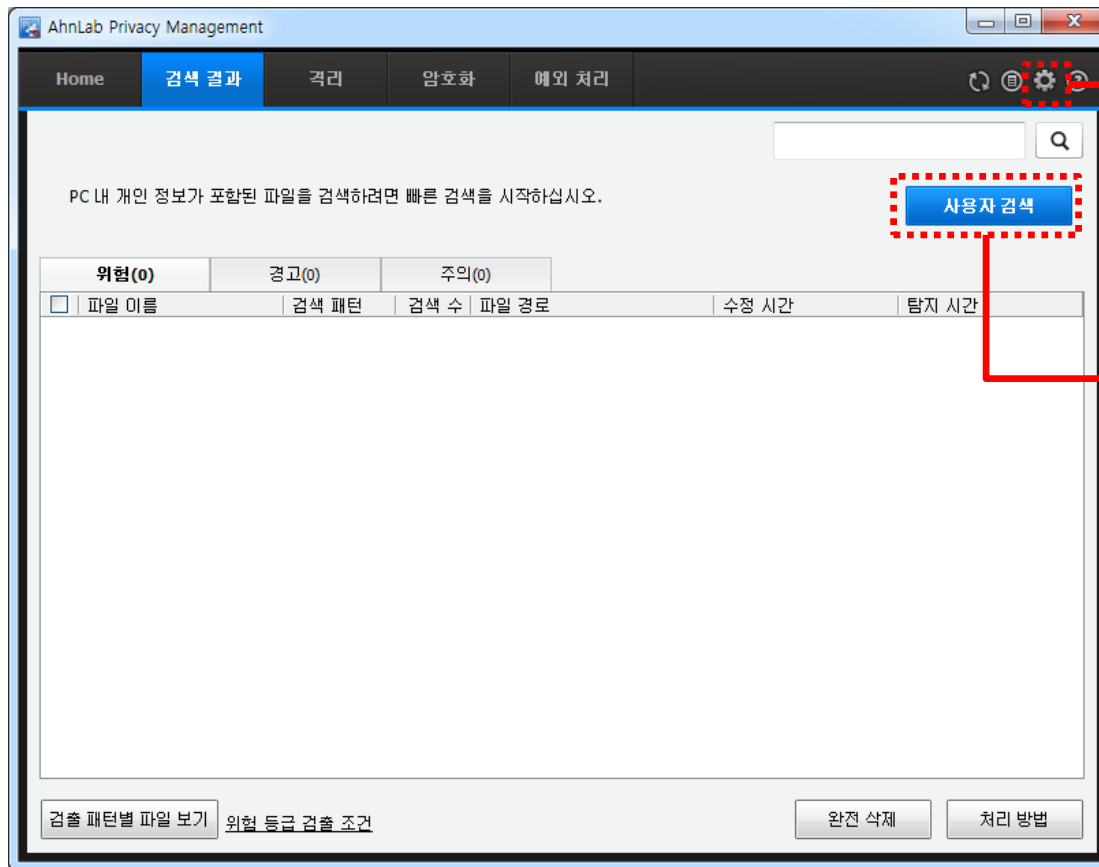 AhnLab Privacy Management
Home 검색 결과 격리 암호화 예외 처리
PC 내 개인 정보가 포함된 파일을 검색하려면 빠른 검색을 시작하십시오.
사용자 검색
위험(0) 경고(0) 주의(0)
파일 이름 검색 패턴 검색 수 파일 경로 수정 시간 탐지 시간
검출 패턴별 파일 보기 위험 등급 검출 조건 완전 삭제 처리 방법